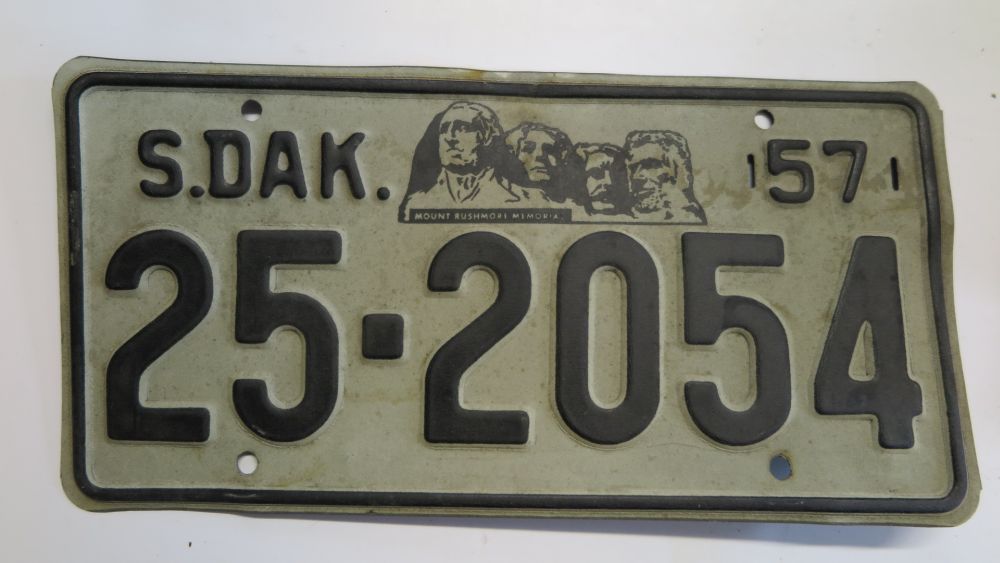 S.DAK. 57
MOUNT RUSHMORE MEMORIAL
25-2054